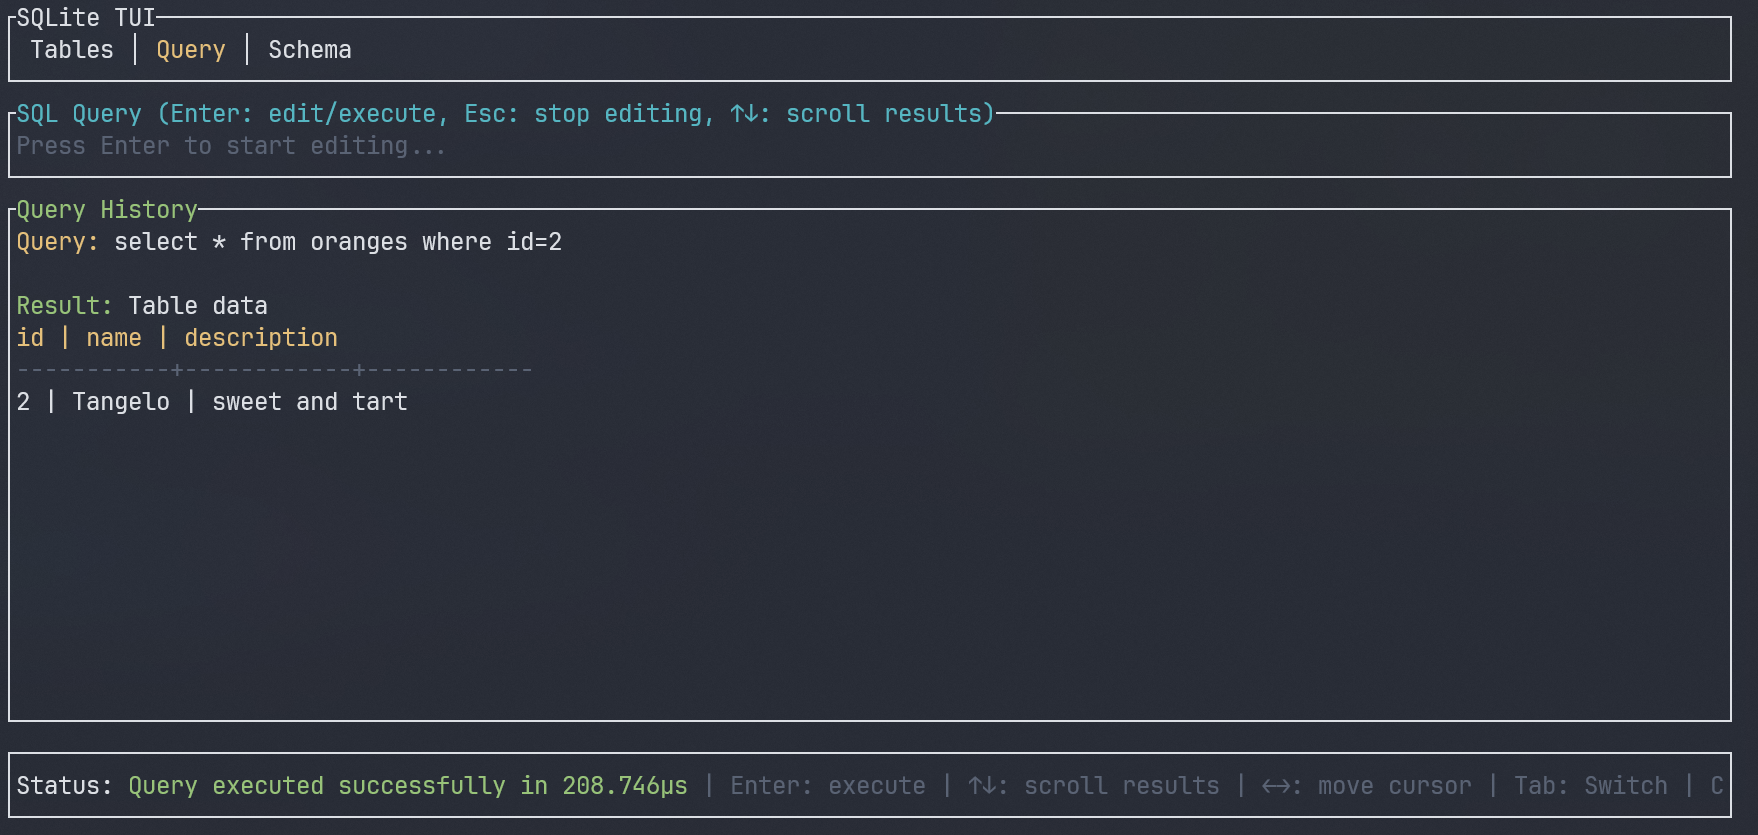 SQLite TUI
Tables | Query | Schema
SQL Query (Enter: edit/execute, Esc: stop editing, ↑↓: scroll results)
Press Enter to start editing...
Query History
Query: select * from oranges where id=2
Result: Table data
id | name | description
-----------+------------+------------
2 | Tangelo | sweet and tart
Status: Query executed successfully in 208.746µs | Enter: execute | ↑↓: scroll results | ↔: move cursor | Tab: Switch | C